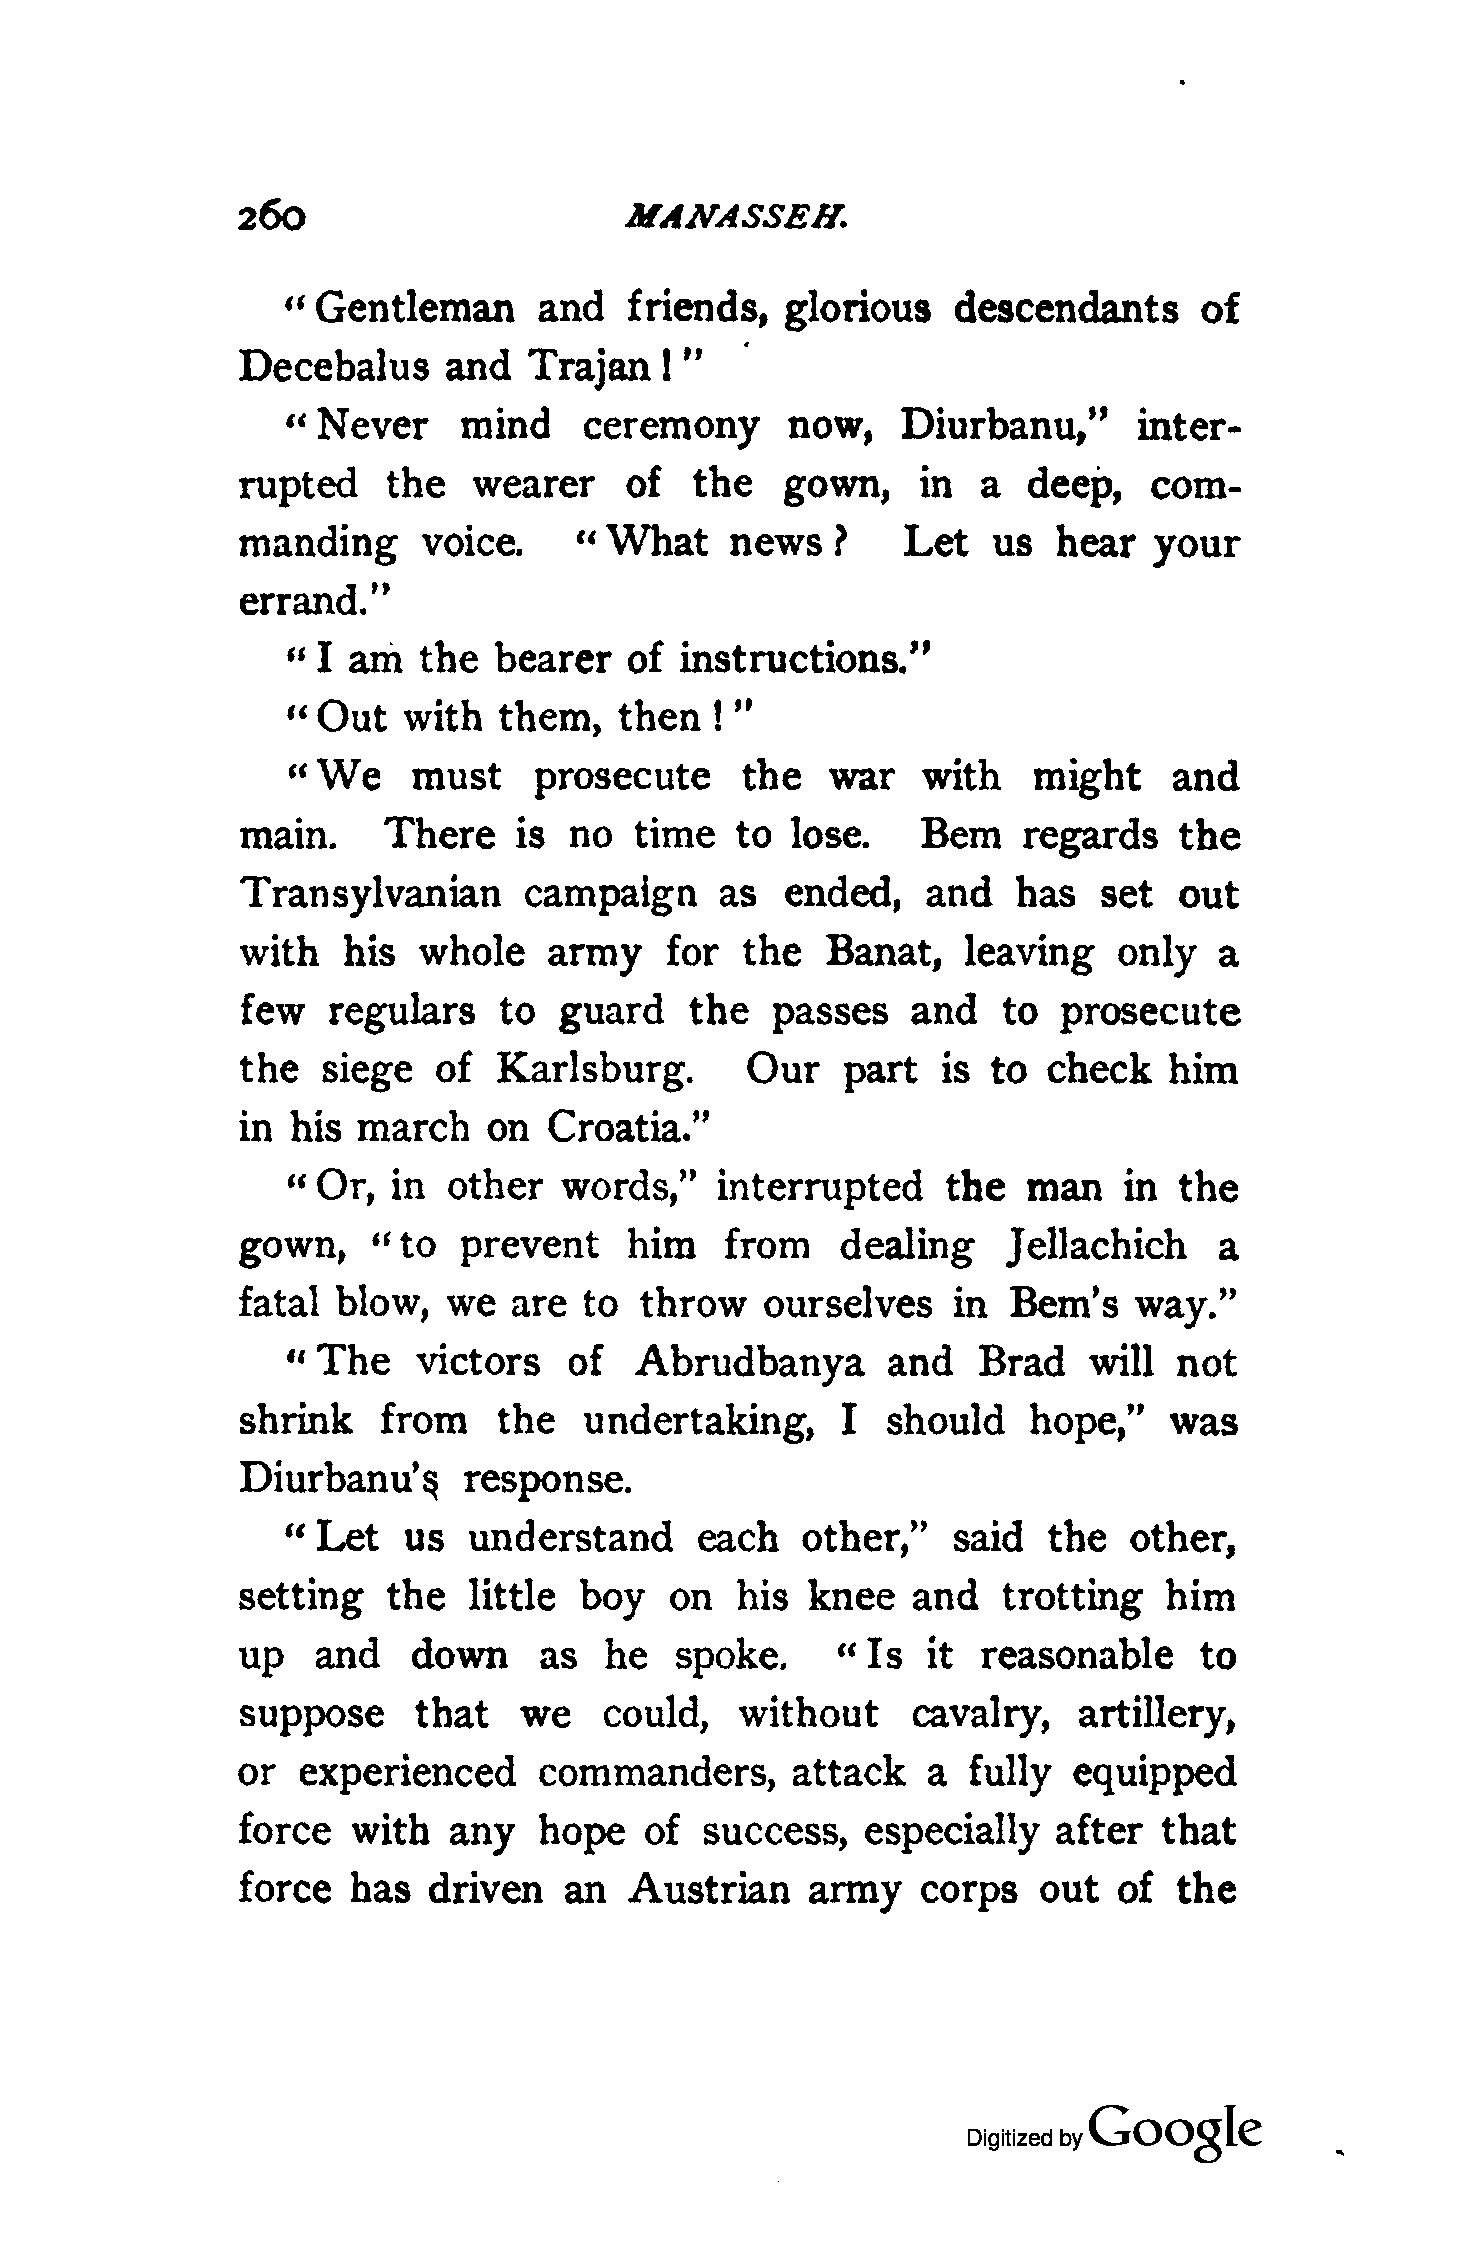 260 MANASSEH.
"Gentleman and friends, glorious descendants of
Decebalus and Trajan!"
"Never mind ceremony now, Diurbanu," inter-
rupted the wearer of the gown, in a deep, com-
manding voice. "What news? Let us hear your
errand."
"I am the bearer of instructions."
"Out with them, then!"
"We must prosecute the war with might and
main. There is no time to lose. Bem regards the
Transylvanian campaign as ended, and has set out
with his whole army for the Banat, leaving only a
few regulars to guard the passes and to prosecute
the siege of Karlsburg. Our part is to check him
in his march on Croatia."
"Or, in other words," interrupted the man in the
gown, "to prevent him from dealing Jellachich a
fatal blow, we are to throw ourselves in Bem's way."
"The victors of Abrudbanya and Brad will not
shrink from the undertaking, I should hope," was
Diurbanu's response.
"Let us understand each other," said the other,
setting the little boy on his knee and trotting him
up and down as he spoke. "Is it reasonable to
suppose that we could, without cavalry, artillery,
or experienced commanders, attack a fully equipped
force with any hope of success, especially after that
force has driven an Austrian army corps out of the
Digitized by Google